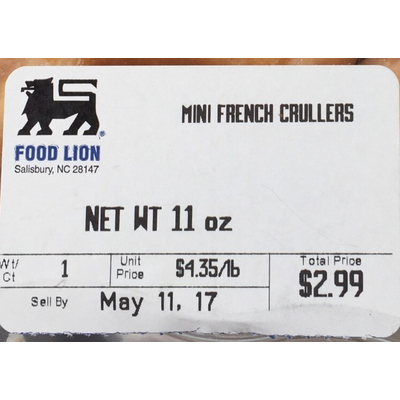 MINI FRENCH CRULLERS
FOOD LION®
Salisbury, NC 28147
NET WT 11 oz
Wt/ Ct 1 Unit Price $4.35/lb Total Price $2.99
Sell By May 11, 17